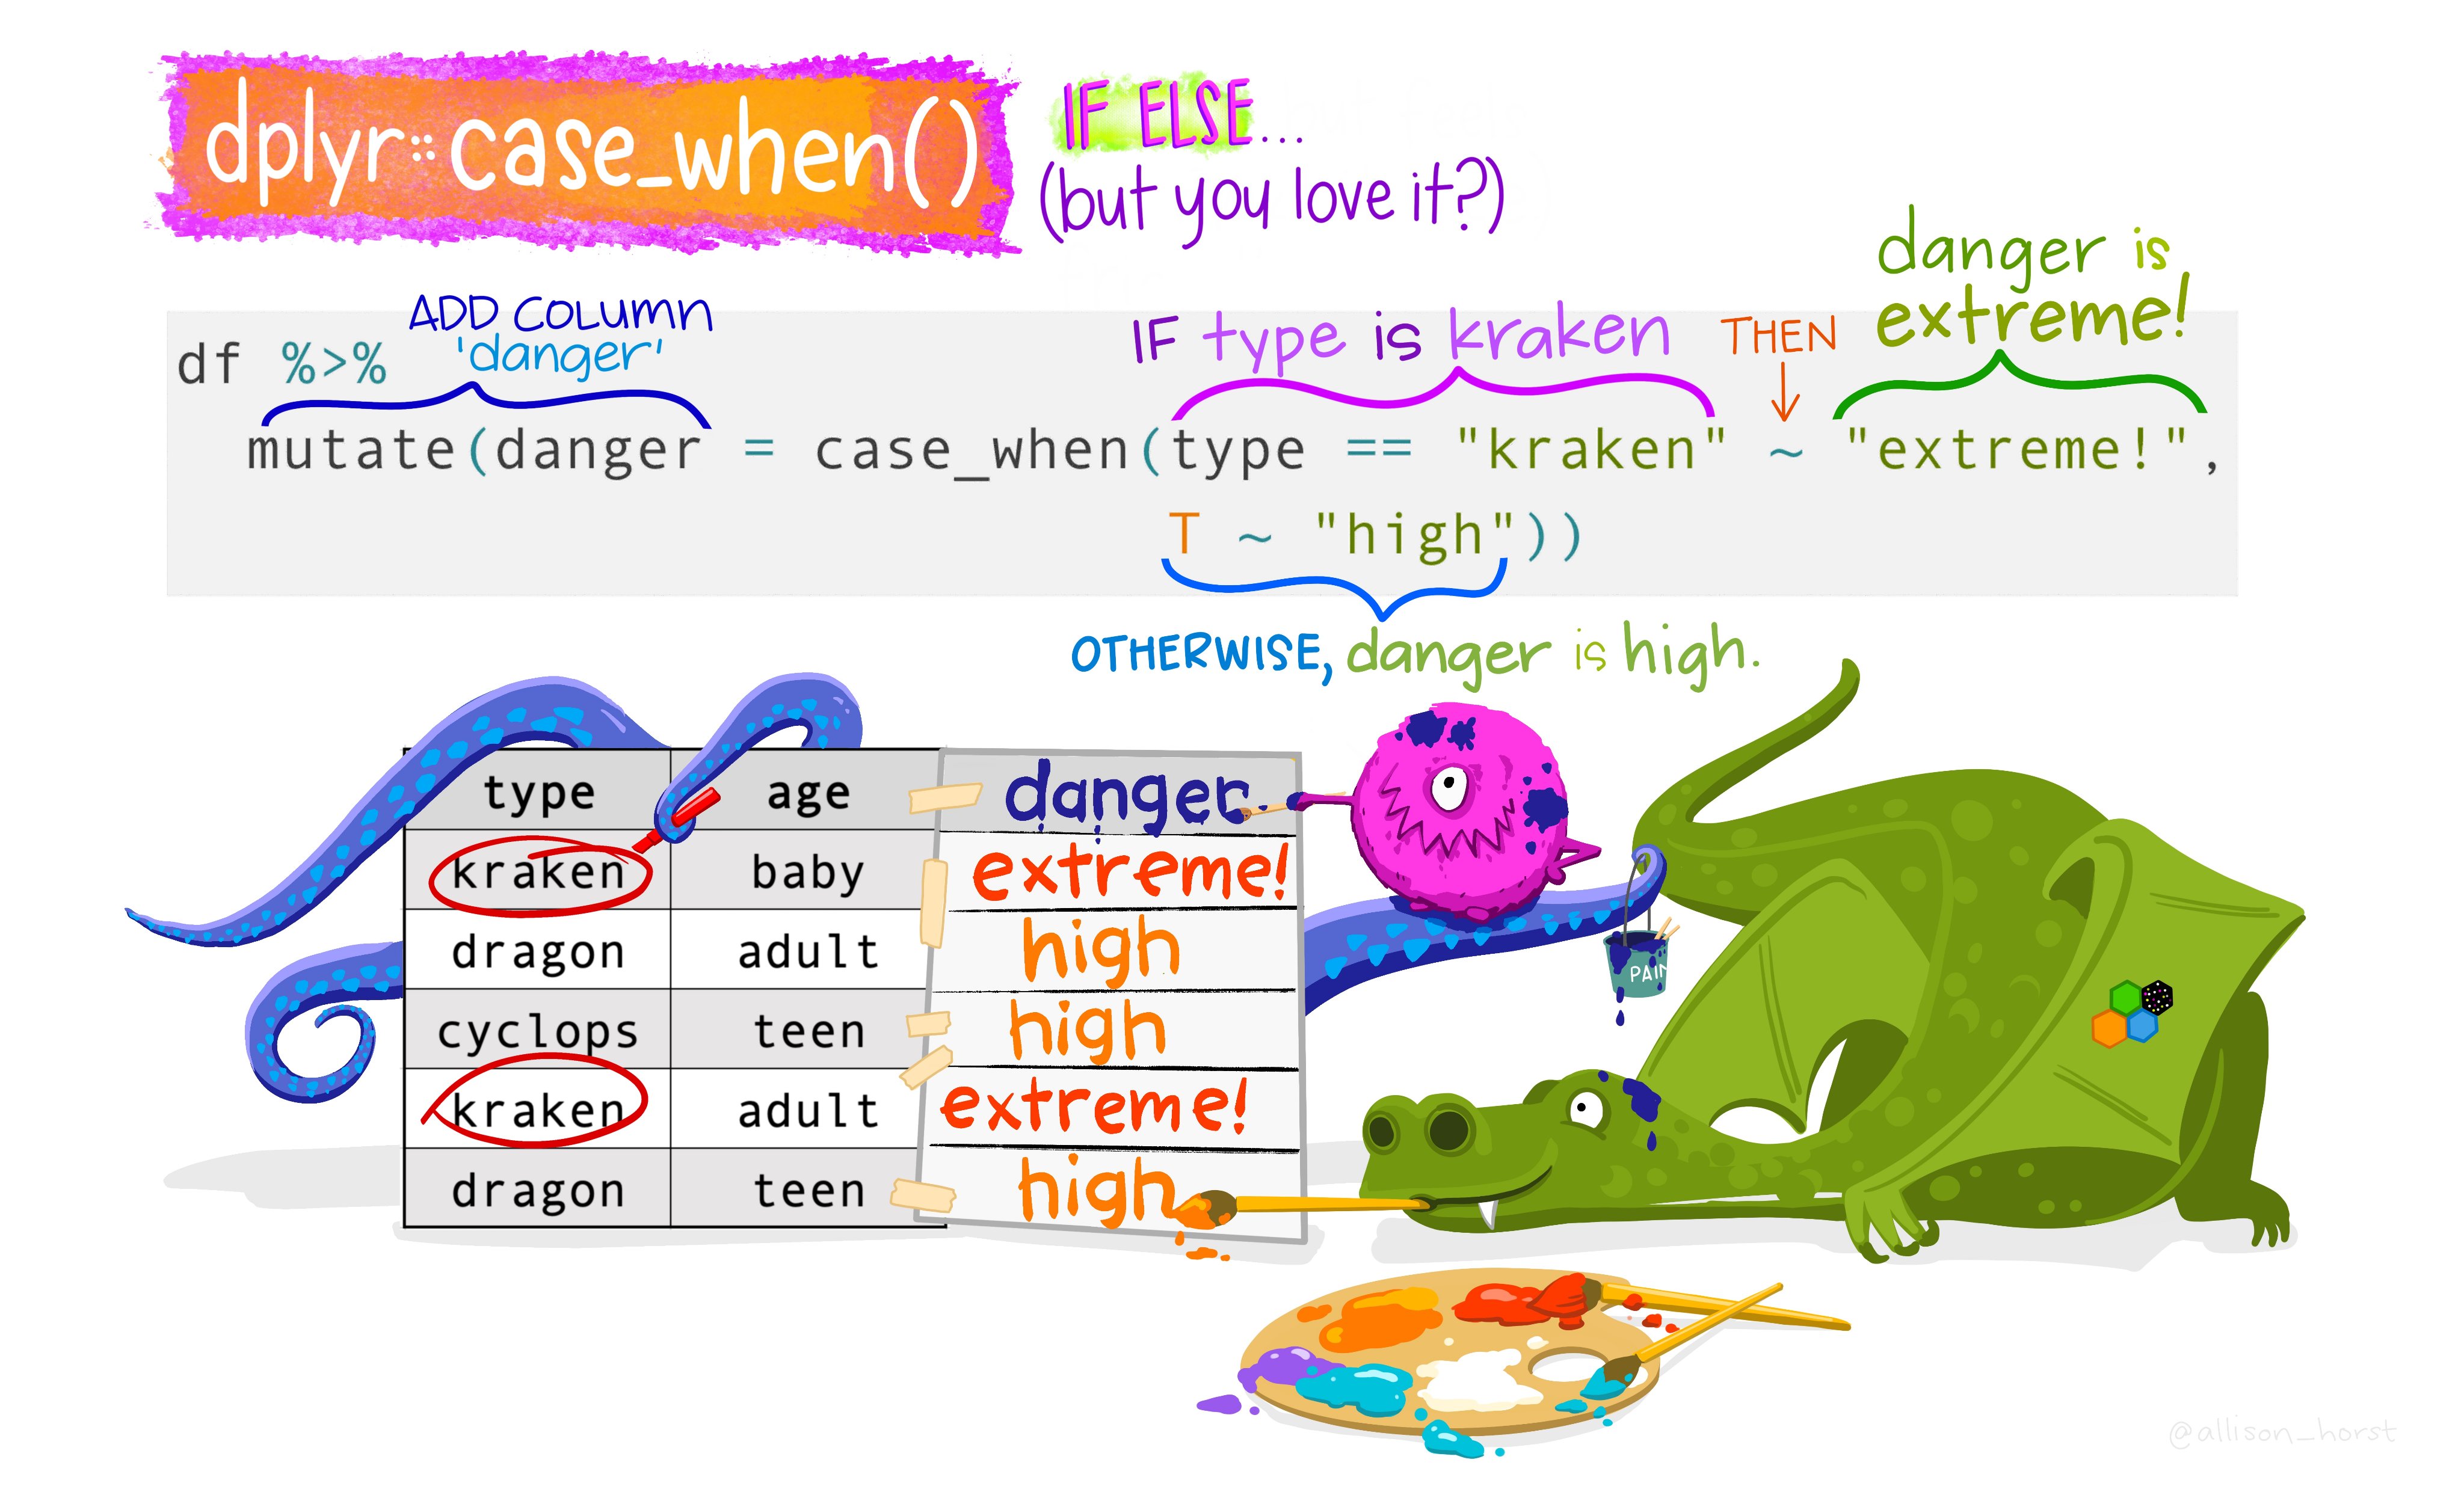 dplyr::case_when()
IF ELSE...
(but you love it?)
danger is
extreme!
ADD COLUMN
'danger'
IF type is kraken THEN
df %>%
mutate(danger = case_when(type == "kraken" ~ "extreme!",
T ~ "high"))
OTHERWISE, danger is high.
type age danger
kraken baby extreme!
dragon adult high
cyclops teen high
kraken adult extreme!
dragon teen high
PAIN
@allison_horst